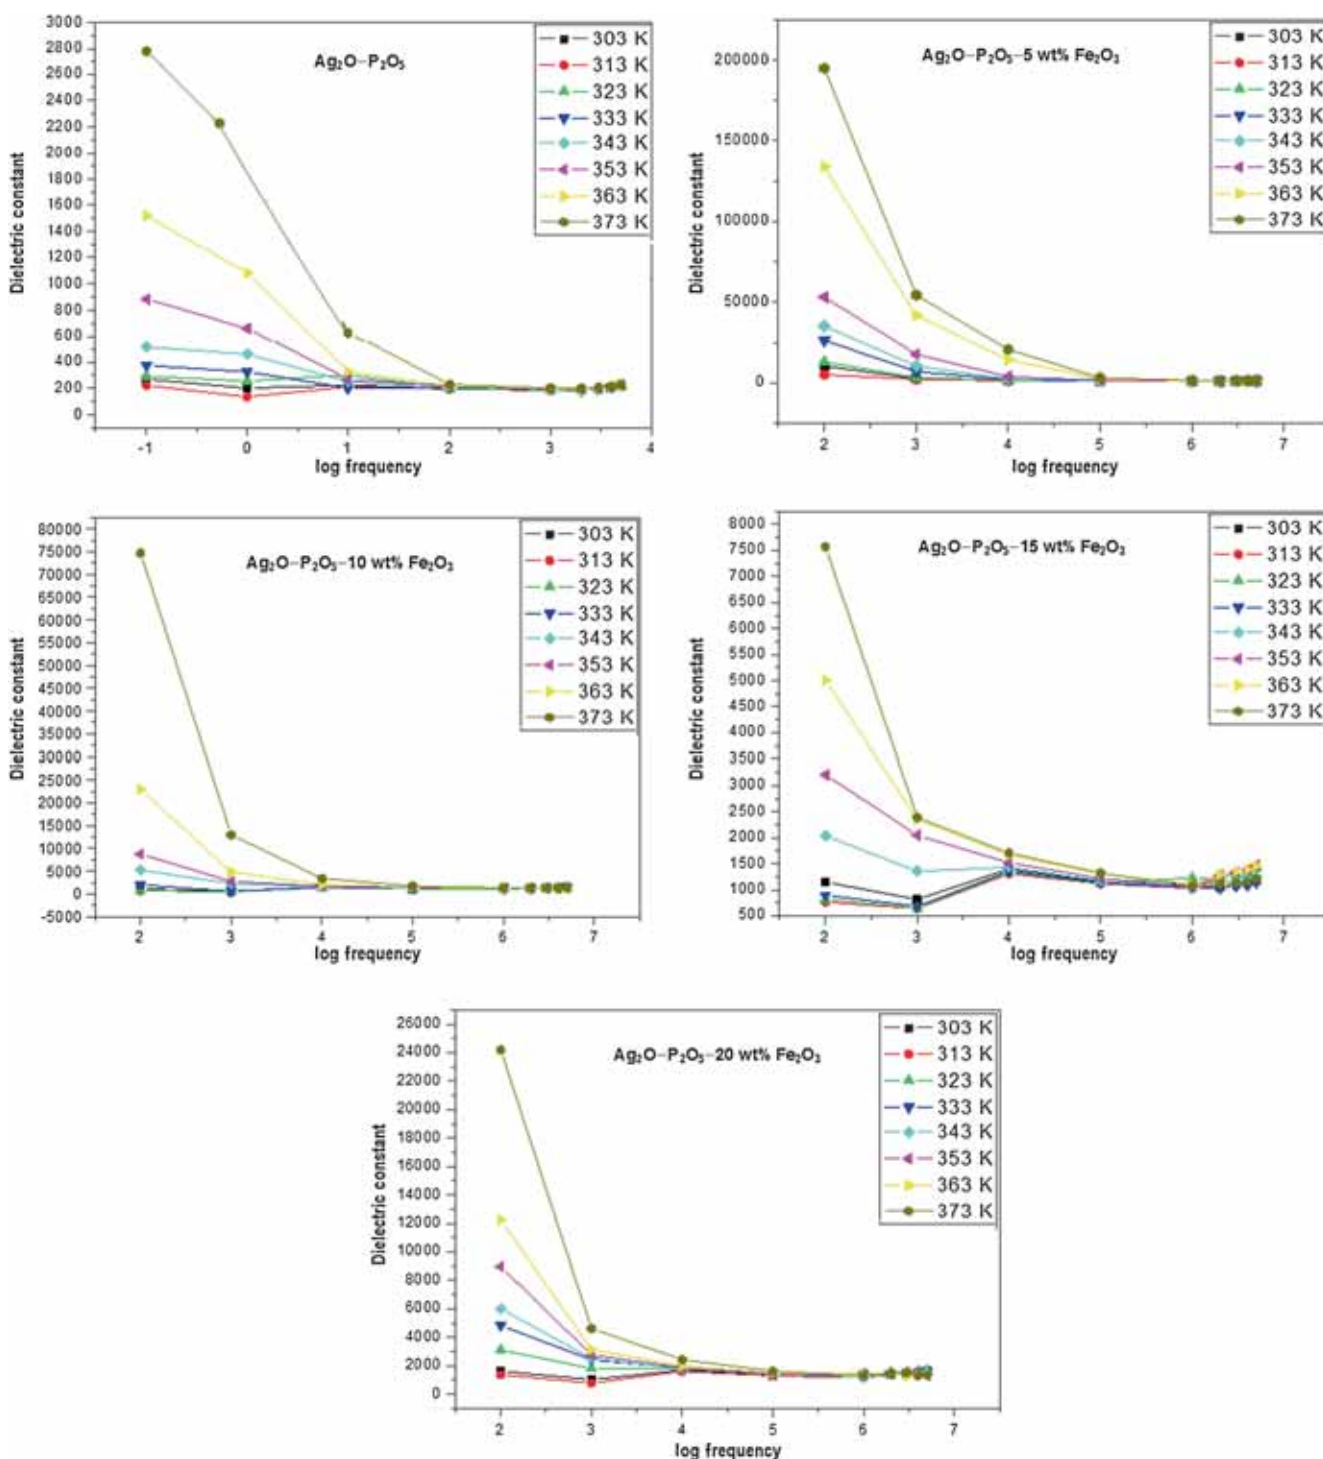 Ag₂O–P₂O₅
Dielectric constant
3000
2800
2600
2400
2200
2000
1800
1600
1400
1200
1000
800
600
400
200
0
-1
0
1
2
3
4
log frequency
303 K
313 K
323 K
333 K
343 K
353 K
363 K
373 K
Ag₂O–P₂O₅–5 wt% Fe₂O₃
Dielectric constant
200000
150000
100000
50000
0
2
3
4
5
6
7
log frequency
303 K
313 K
323 K
333 K
343 K
353 K
363 K
373 K
Ag₂O–P₂O₅–10 wt% Fe₂O₃
Dielectric constant
80000
75000
70000
65000
60000
55000
50000
45000
40000
35000
30000
25000
20000
15000
10000
5000
0
-5000
2
3
4
5
6
7
log frequency
303 K
313 K
323 K
333 K
343 K
353 K
363 K
373 K
Ag₂O–P₂O₅–15 wt% Fe₂O₃
Dielectric constant
8000
7500
7000
6500
6000
5500
5000
4500
4000
3500
3000
2500
2000
1500
1000
500
2
3
4
5
6
7
log frequency
303 K
313 K
323 K
333 K
343 K
353 K
363 K
373 K
Ag₂O–P₂O₅–20 wt% Fe₂O₃
Dielectric constant
26000
24000
22000
20000
18000
16000
14000
12000
10000
8000
6000
4000
2000
0
2
3
4
5
6
7
log frequency
303 K
313 K
323 K
333 K
343 K
353 K
363 K
373 K